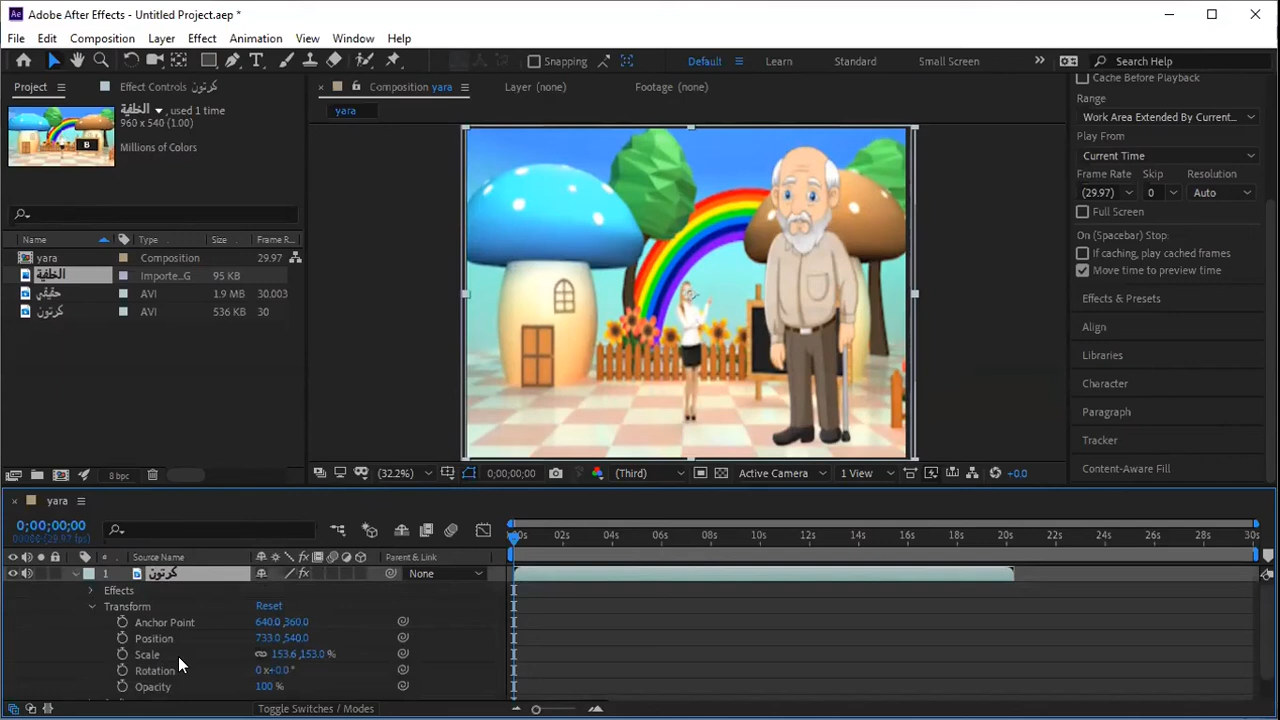 Adobe After Effects - Untitled Project.aep *
File Edit Composition Layer Effect Animation View Window Help
Snapping Default Learn Standard Small Screen Search Help
Project Effect Controls كرتون
Composition yara Layer (none) Footage (none)
yara
الخلفية , used 1 time
960 x 540 (1.00)
Millions of Colors
B
Name Type Size Frame R...
yara Composition 29.97
الخلفية Importe...G 95 KB
حقيقي AVI 1.9 MB 30.003
كرتون AVI 536 KB 30
8 bpc
(32.2%) 0;00;00;00 (Third) Active Camera 1 View +0.0
Cache Before Playback
Range
Work Area Extended By Current...
Play From
Current Time
Frame Rate Skip Resolution
(29.97) 0 Auto
Full Screen
On (Spacebar) Stop:
If caching, play cached frames
Move time to preview time
Effects & Presets
Align
Libraries
Character
Paragraph
Tracker
Content-Aware Fill
yara
0;00;00;00
00000 (29.97 fps)
:00s 02s 04s 06s 08s 10s 12s 14s 16s 18s 20s 22s 24s 26s 28s 30s
Source Name Parent & Link
1 كرتون None
Effects
Transform Reset
Anchor Point 640.0,360.0
Position 733.0,540.0
Scale 153.6,153.0 %
Rotation 0 x+0.0 °
Opacity 100 %
Toggle Switches / Modes